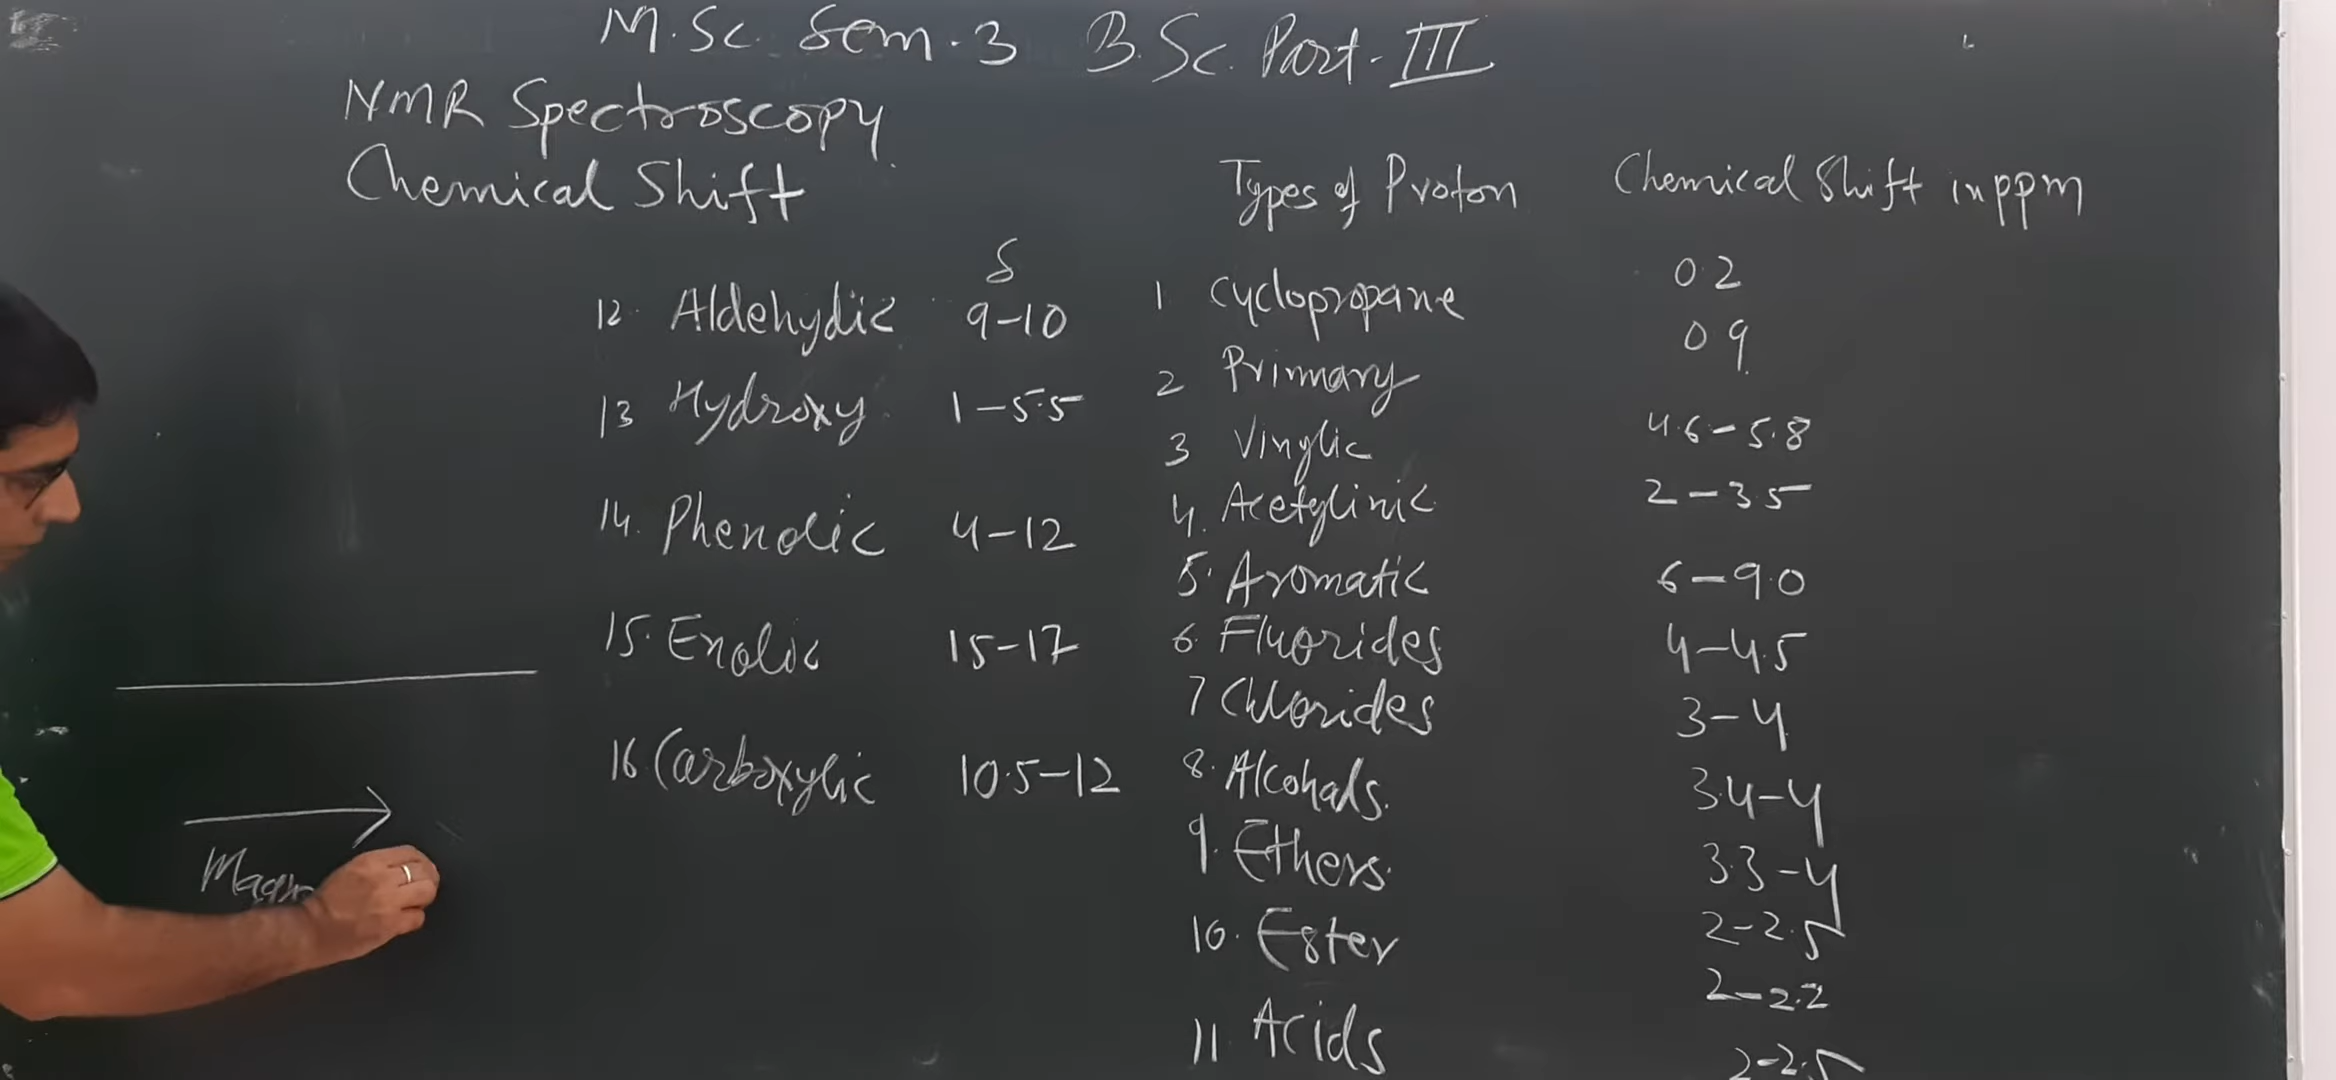 M.Sc. Sem.3 B.Sc. Part-III
NMR Spectroscopy
Chemical Shift
δ
12. Aldehydic 9-10
13 Hydroxy. 1-5.5
14. Phenolic 4-12
15. Enolic 15-17
16 Carboxylic 10.5-12
Types of Proton Chemical Shift in ppm
1 Cyclopropane 0.2
2 Primary 0.9
3 Vinylic 4.6-5.8
4. Acetylinic 2-3.5
5. Aromatic 6-9.0
6. Fluorides 4-4.5
7 Chlorides 3-4
8. Alcohals. 3.4-4
9. Ethers. 3.3-4
10. Ester 2-2.5
2-2.2
11 Acids 2-2.5